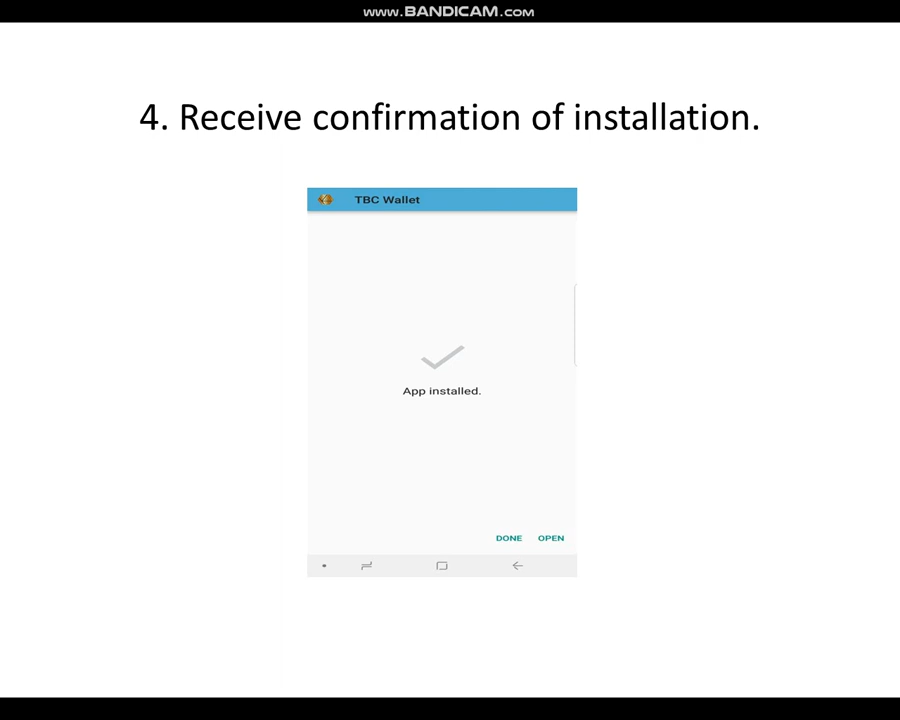 www.BANDICAM.com
4. Receive confirmation of installation.
TBC Wallet
App installed.
DONE OPEN